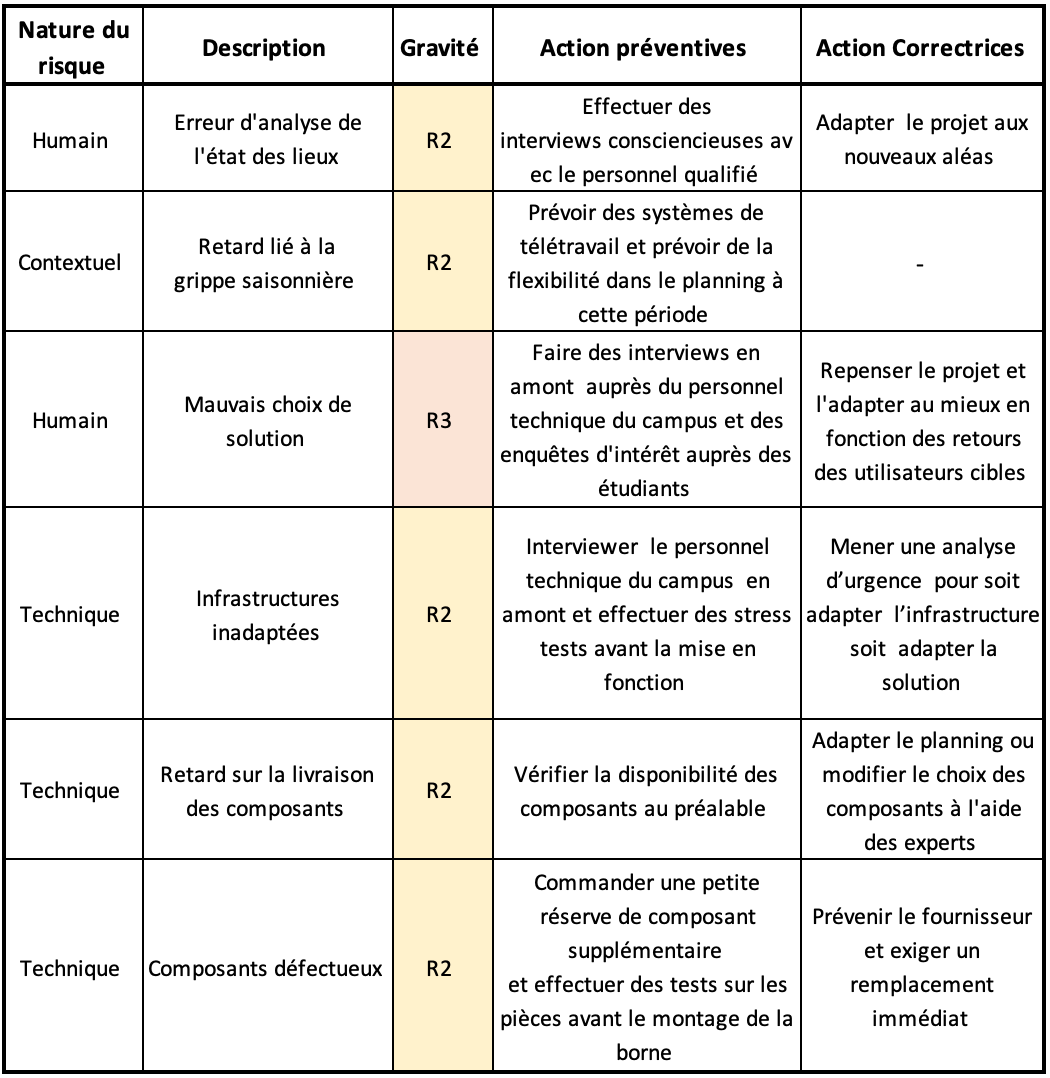 Nature du
risque
Description
Gravité
Action préventives
Action Correctrices
Humain
Erreur d'analyse de
l'état des lieux
R2
Effectuer des
interviews consciencieuses av
ec le personnel qualifié
Adapter le projet aux
nouveaux aléas
Contextuel
Retard lié à la
grippe saisonnière
R2
Prévoir des systèmes de
télétravail et prévoir de la
flexibilité dans le planning à
cette période
-
Humain
Mauvais choix de
solution
R3
Faire des interviews en
amont auprès du personnel
technique du campus et des
enquêtes d'intérêt auprès des
étudiants
Repenser le projet et
l'adapter au mieux en
fonction des retours
des utilisateurs cibles
Technique
Infrastructures
inadaptées
R2
Interviewer le personnel
technique du campus en
amont et effectuer des stress
tests avant la mise en
fonction
Mener une analyse
d’urgence pour soit
adapter l’infrastructure
soit adapter la
solution
Technique
Retard sur la livraison
des composants
R2
Vérifier la disponibilité des
composants au préalable
Adapter le planning ou
modifier le choix des
composants à l'aide
des experts
Technique
Composants défectueux
R2
Commander une petite
réserve de composant
supplémentaire
et effectuer des tests sur les
pièces avant le montage de la
borne
Prévenir le fournisseur
et exiger un
remplacement
immédiat